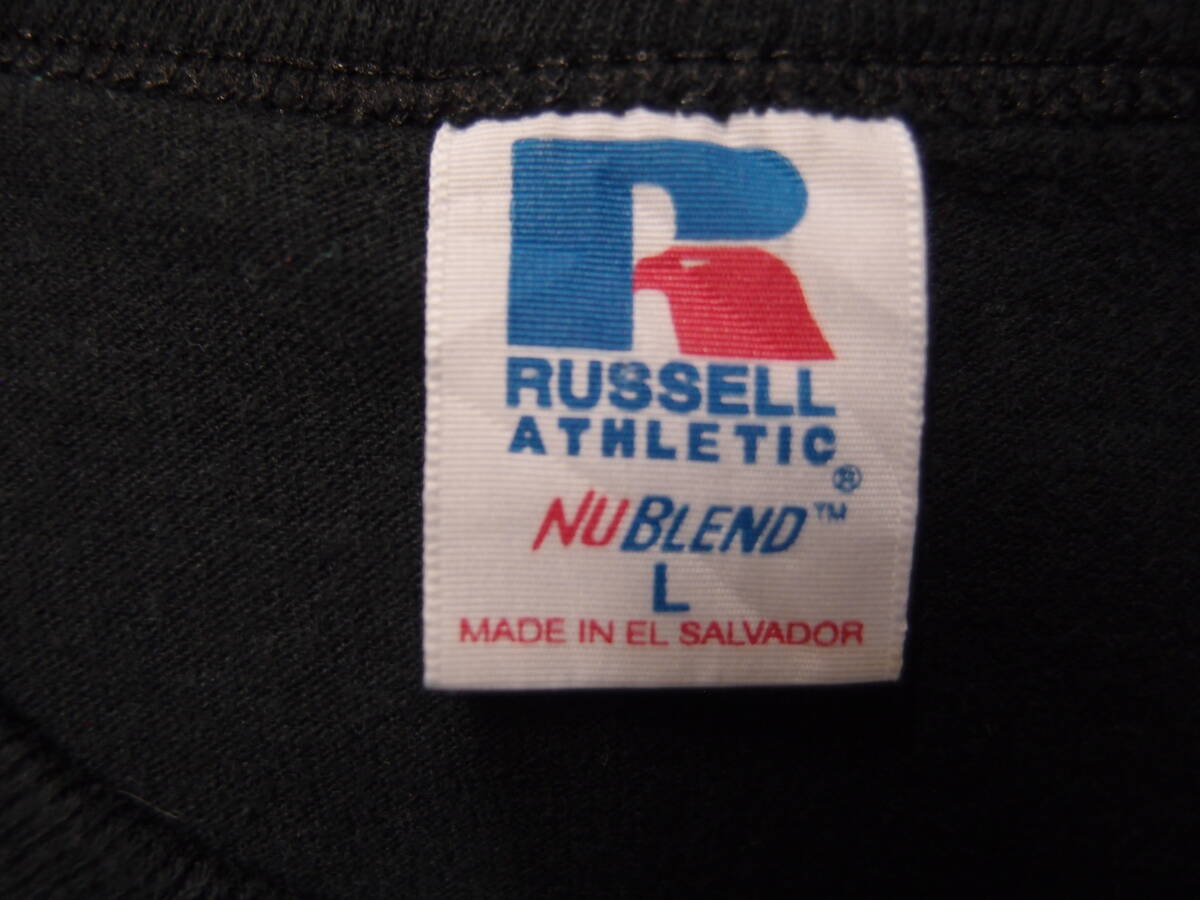 R
RUSSELL
ATHLETIC®
NUBLEND™
L
MADE IN EL SALVADOR